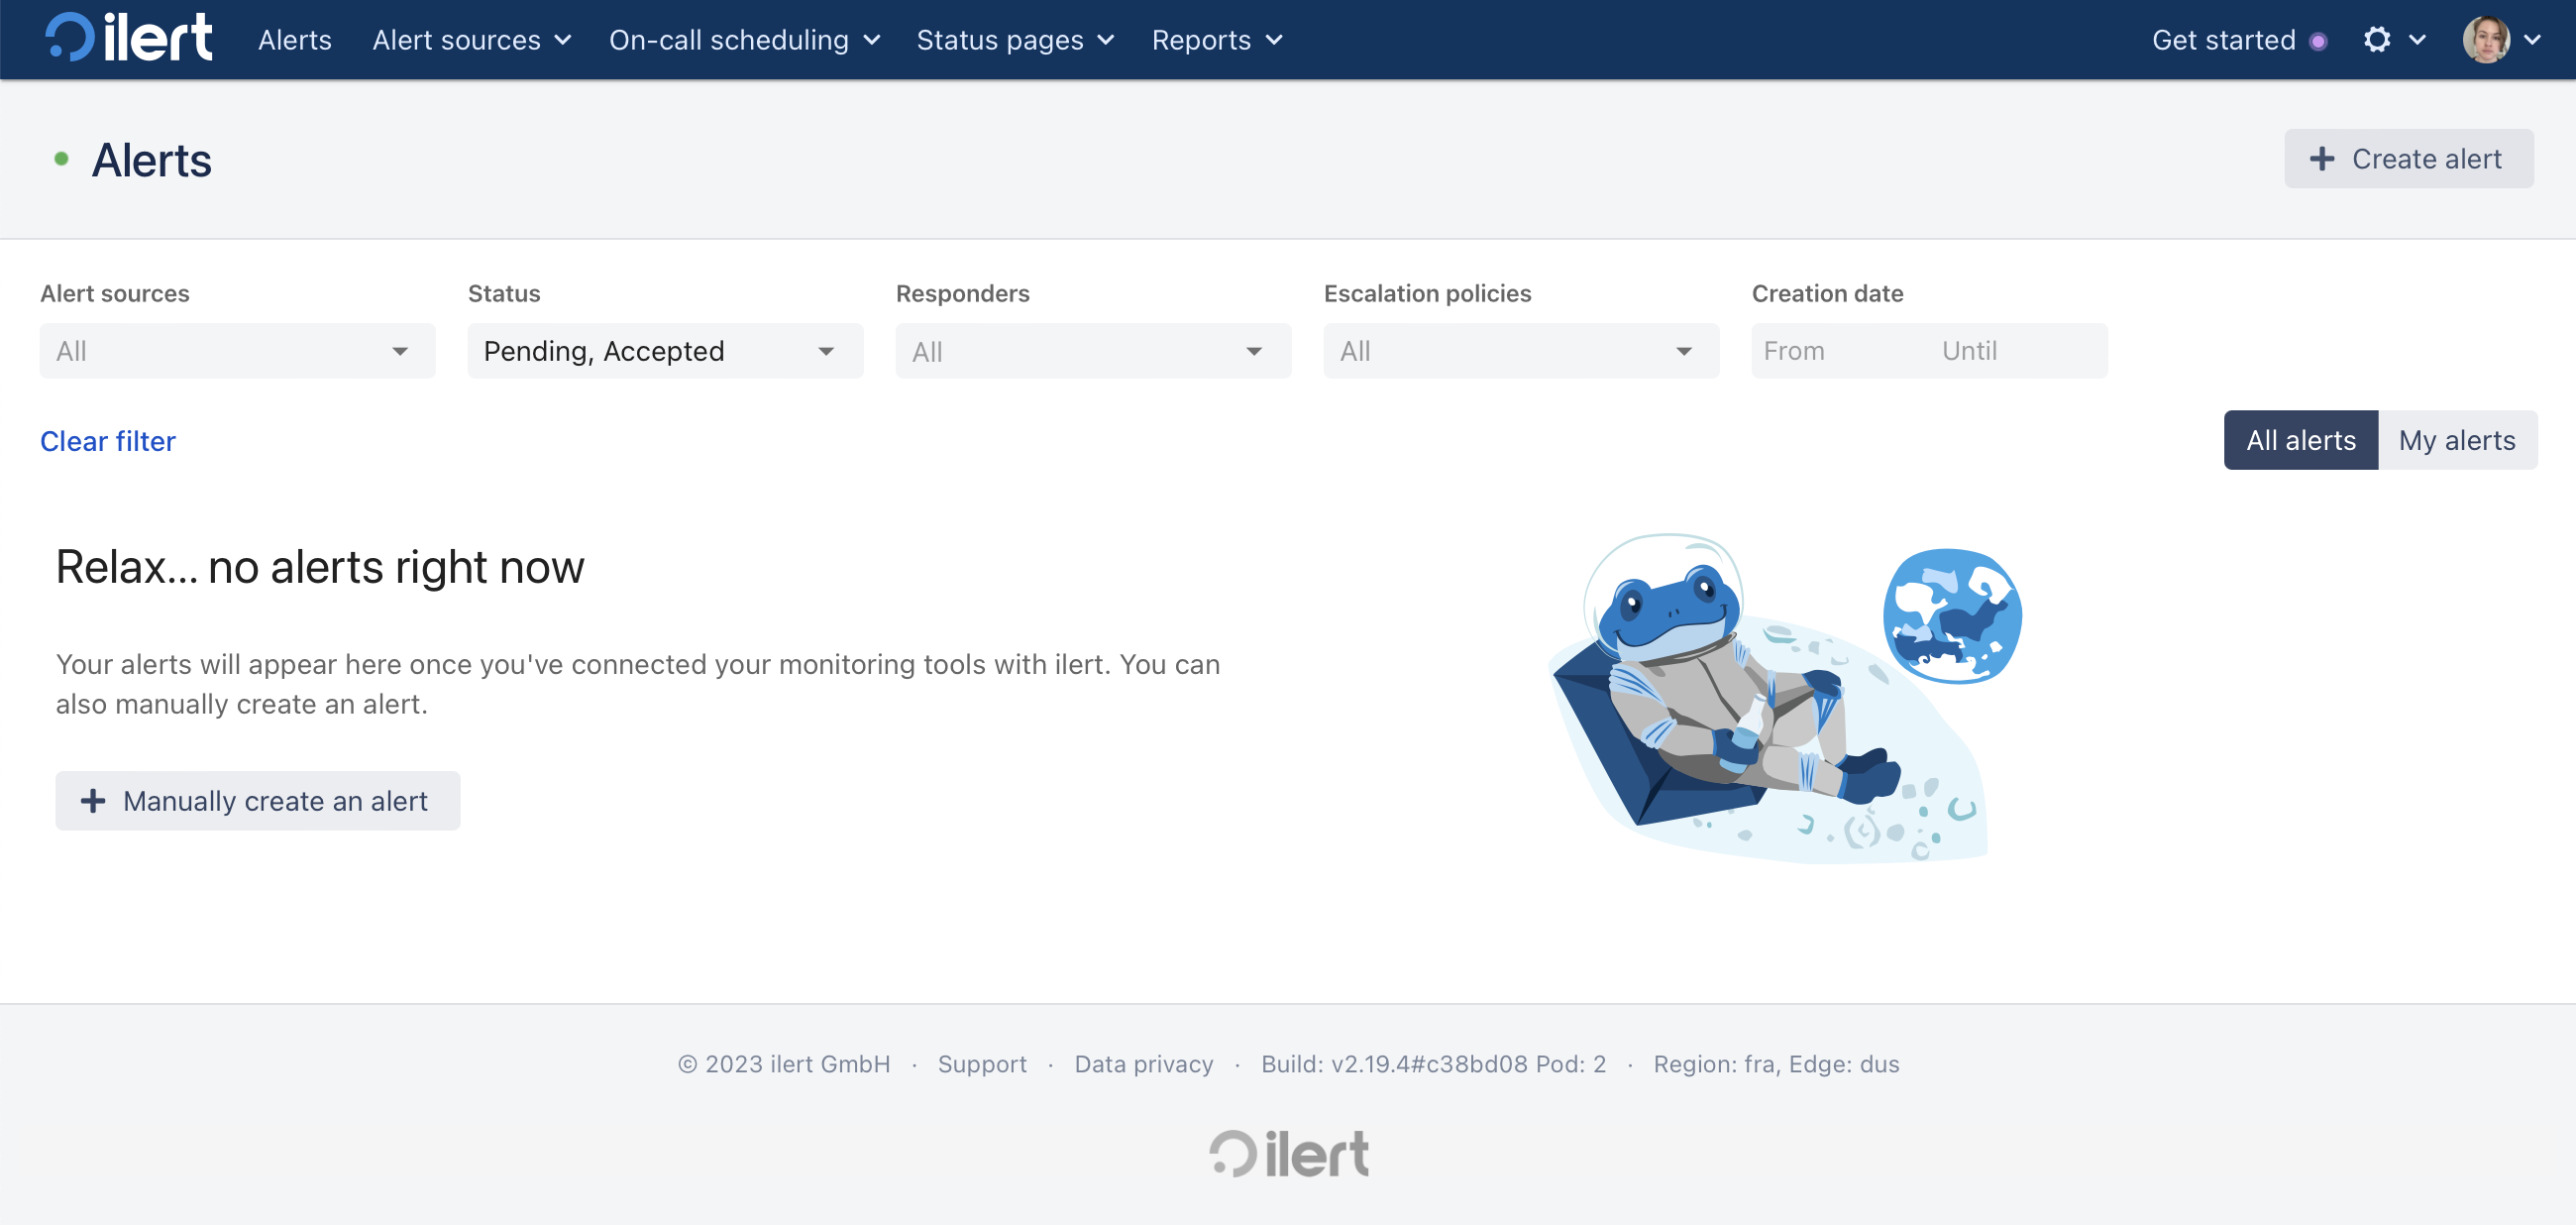 ilert Alerts Alert sources On-call scheduling Status pages Reports Get started
Alerts
Create alert
Alert sources Status Responders Escalation policies Creation date
All Pending, Accepted All All From Until
Clear filter
All alerts My alerts
Relax... no alerts right now
Your alerts will appear here once you've connected your monitoring tools with ilert. You can
also manually create an alert.
Manually create an alert
© 2023 ilert GmbH · Support · Data privacy · Build: v2.19.4#c38bd08 Pod: 2 · Region: fra, Edge: dus
ilert